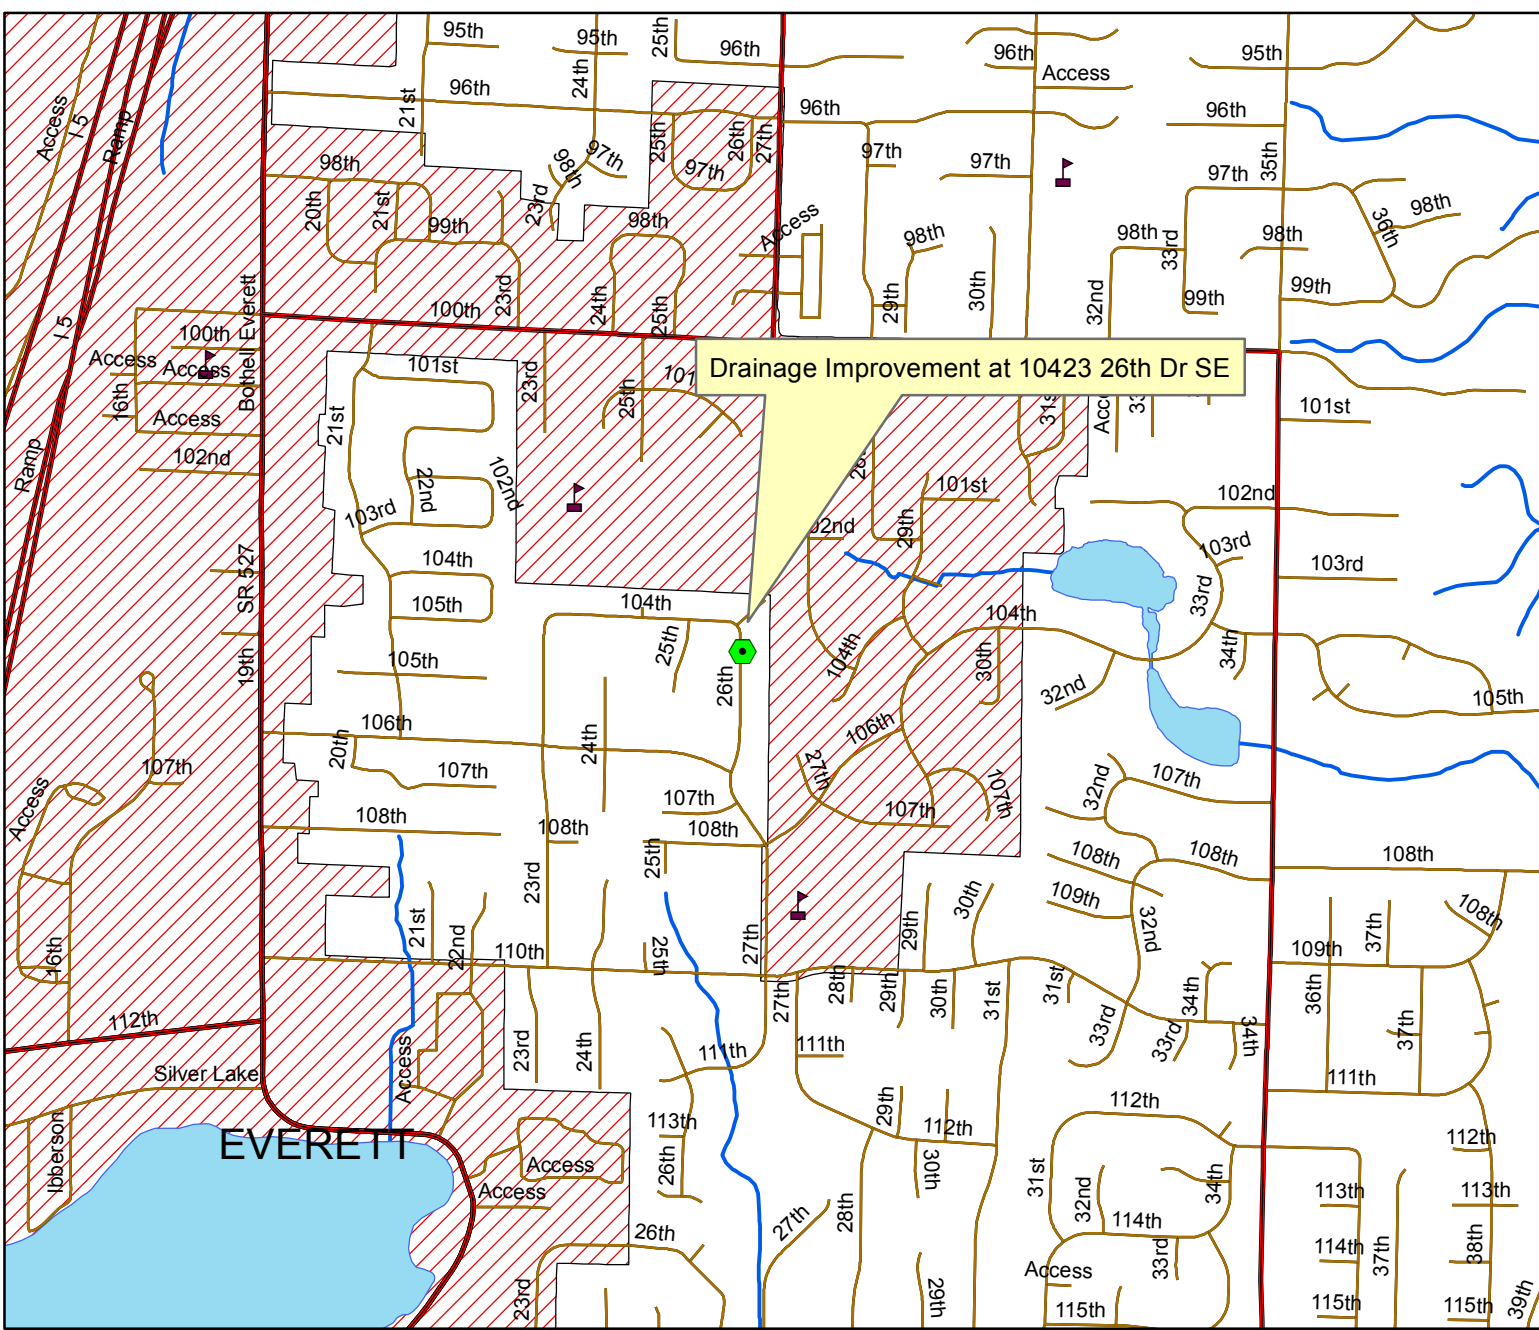 95th
95th
25th
96th
96th
95th
Access
24th
96th
21st
96th
96th
Access
I 5
Ramp
98th
98th
97th
25th
26th
27th
97th
97th
97th
97th
35th
20th
21st
99th
23rd
98th
Access
98th
98th
33rd
98th
36th
98th
100th
23rd
24th
25th
29th
30th
32nd
99th
99th
I 5
Bothell Everett
100th
Access
Access
16th
Access
102nd
Ramp
101st
21st
23rd
25th
Drainage Improvement at 10423 26th Dr SE
101st
22nd
102nd
103rd
101st
29th
102nd
103rd
103rd
33rd
SR 527
19th
104th
105th
104th
25th
26th
104th
30th
104th
34th
105th
32nd
105th
106th
20th
107th
24th
106th
27th
107th
107th
32nd
107th
Access
107th
107th
108th
108th
108th
25th
108th
108th
108th
109th
32nd
108th
23rd
21st
22nd
110th
25th
27th
29th
30th
109th
37th
16th
112th
23rd
24th
27th
28th
29th
30th
31st
31st
33rd
34th
33rd
34th
36th
37th
111th
111th
111th
Silver Lake
Access
EVERETT
Ibberson
113th
29th
29th
112th
30th
112th
112th
31st
32nd
34th
113th
113th
Access
Access
26th
27th
28th
114th
33rd
114th
37th
38th
Access
23rd
29th
115th
115th
115th
39th